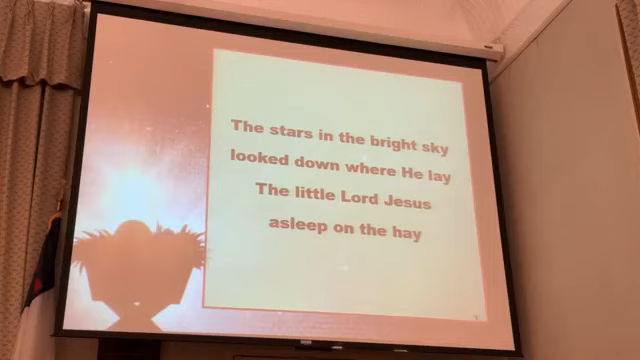 The stars in the bright sky
looked down where He lay
The little Lord Jesus
asleep on the hay